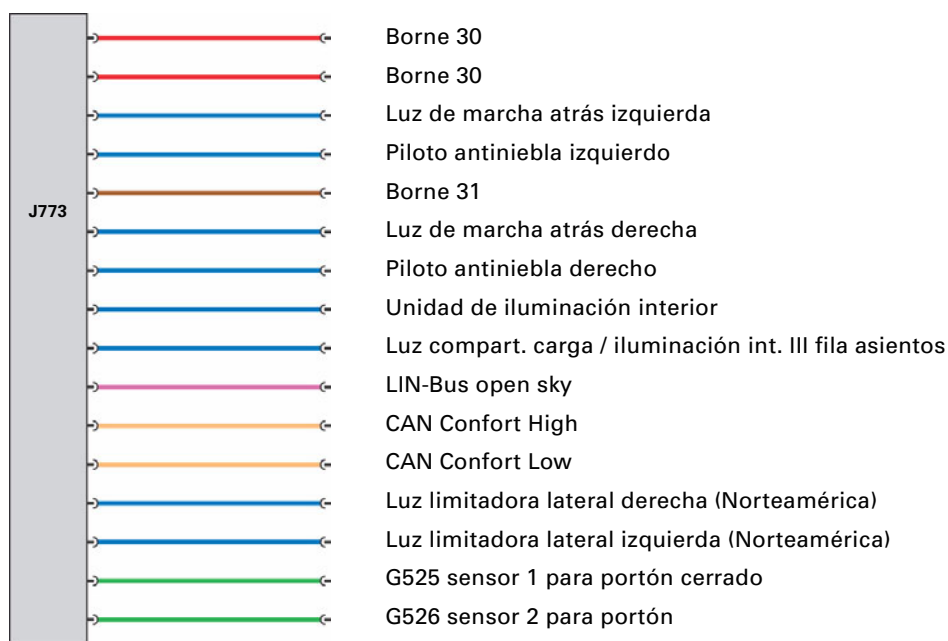 Borne 30
Borne 30
Luz de marcha atrás izquierda
Piloto antiniebla izquierdo
Borne 31
J773
Luz de marcha atrás derecha
Piloto antiniebla derecho
Unidad de iluminación interior
Luz compart. carga / iluminación int. III fila asientos
LIN-Bus open sky
CAN Confort High
CAN Confort Low
Luz limitadora lateral derecha (Norteamérica)
Luz limitadora lateral izquierda (Norteamérica)
G525 sensor 1 para portón cerrado
G526 sensor 2 para portón